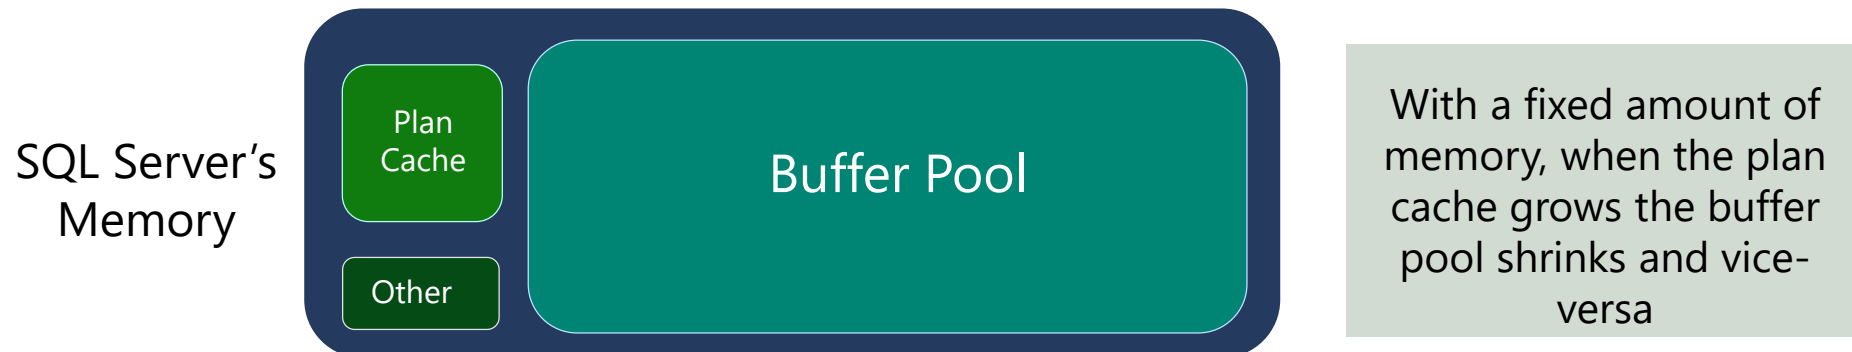 SQL Server’s
Memory
Plan
Cache
Other
Buffer Pool
With a fixed amount of
memory, when the plan
cache grows the buffer
pool shrinks and vice-
versa